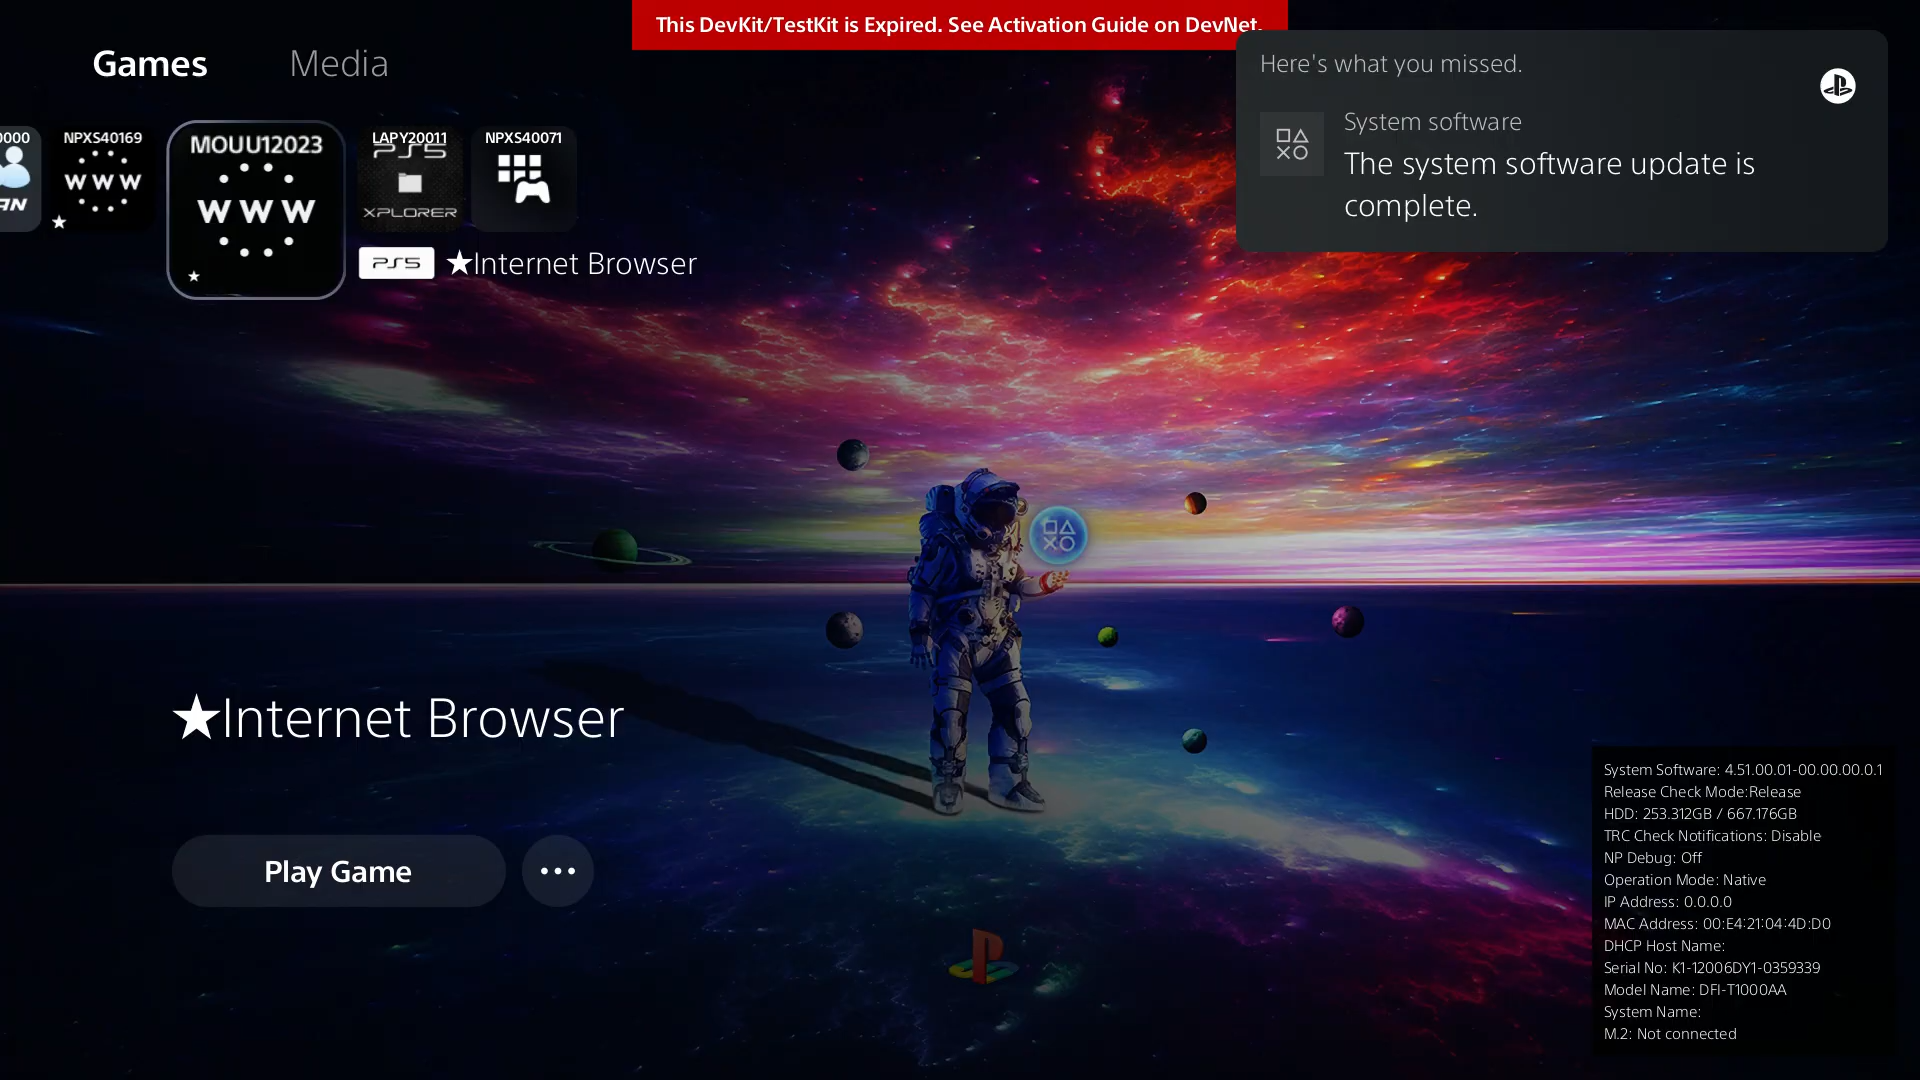 This DevKit/TestKit is Expired. See Activation Guide on DevNet.
Games
Media
Here's what you missed.
System software
The system software update is
complete.
0000
AN
NPXS40169
WWW
MOUU12023
WWW
LAPY20011
PS5
XPLORER
NPXS40071
PS5 ★Internet Browser
★Internet Browser
Play Game
System Software: 4.51.00.01-00.00.00.0.1
Release Check Mode:Release
HDD: 253.312GB / 667.176GB
TRC Check Notifications: Disable
NP Debug: Off
Operation Mode: Native
IP Address: 0.0.0.0
MAC Address: 00:E4:21:04:4D:D0
DHCP Host Name:
Serial No: K1-12006DY1-0359339
Model Name: DFI-T1000AA
System Name:
M.2: Not connected